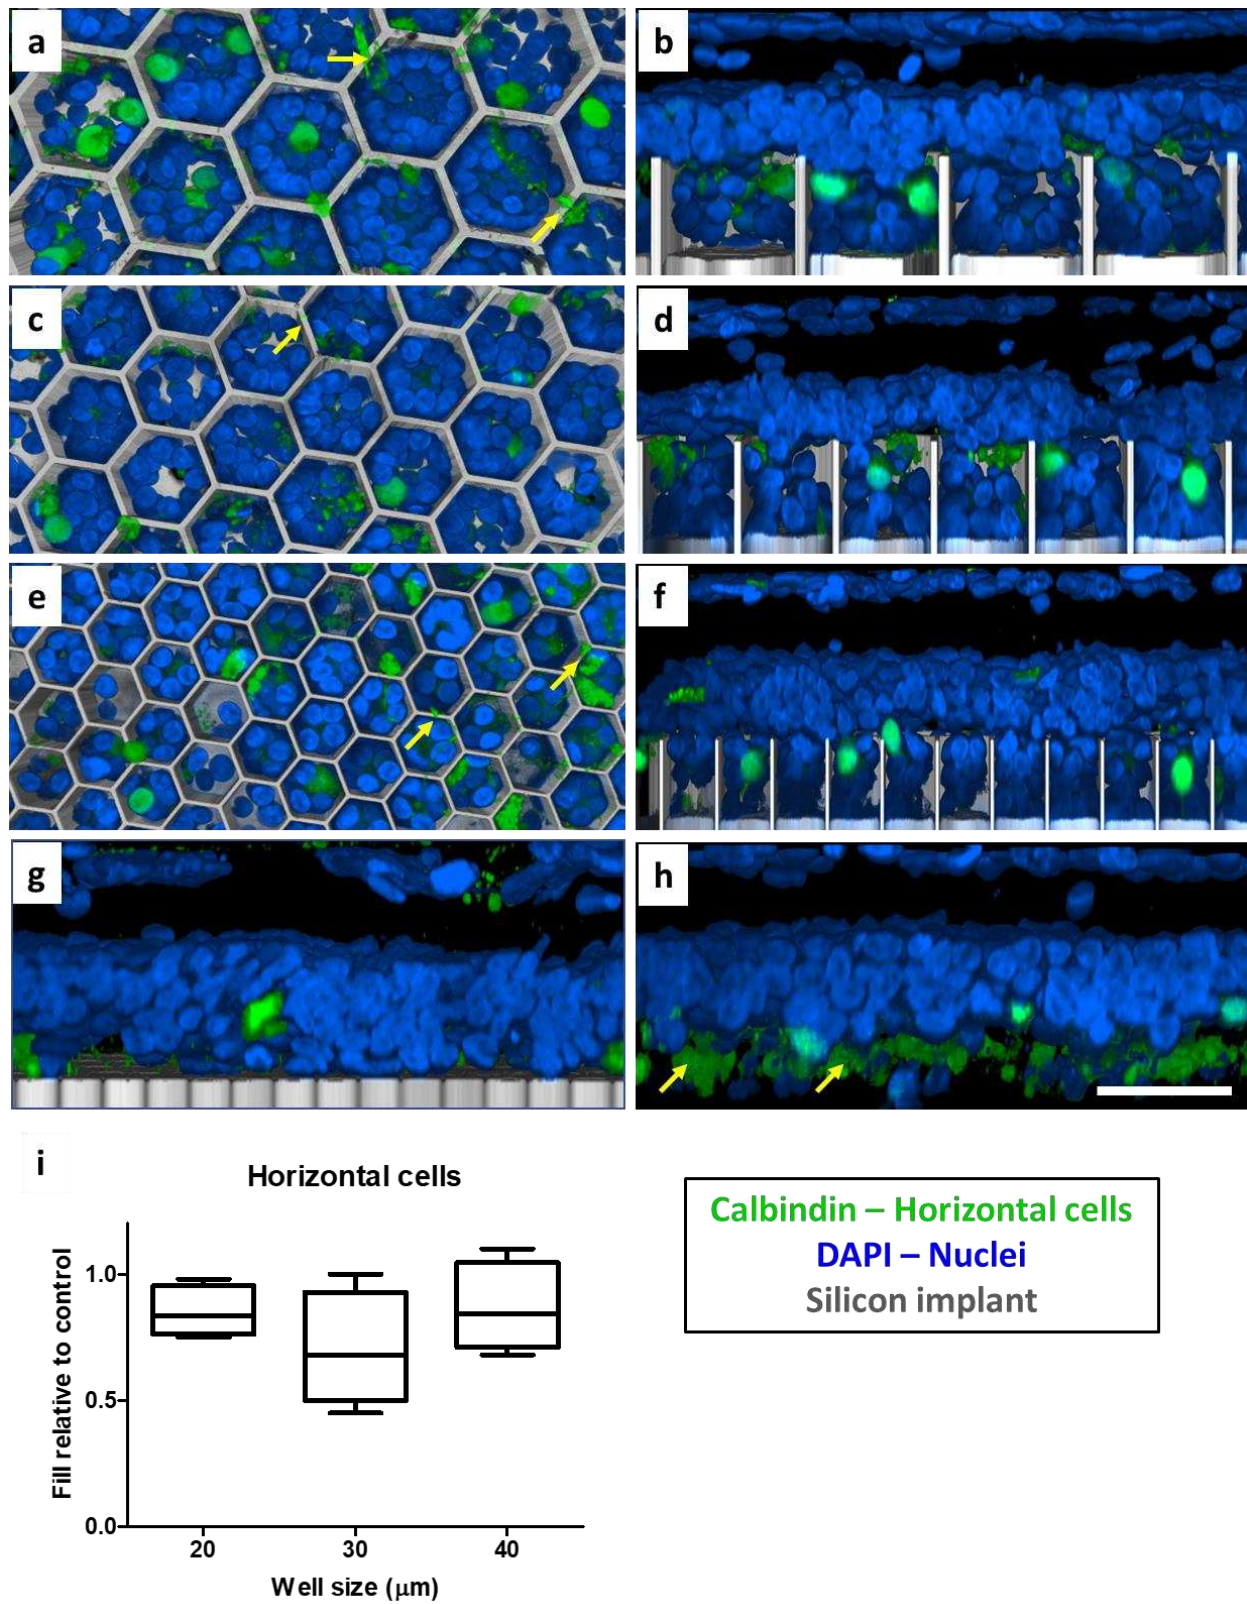 a
b
c
d
e
f
g
h
i
Horizontal cells
Calbindin – Horizontal cells
DAPI – Nuclei
Silicon implant
Fill relative to control
1.0
0.5
0.0
20
30
40
Well size (μm)